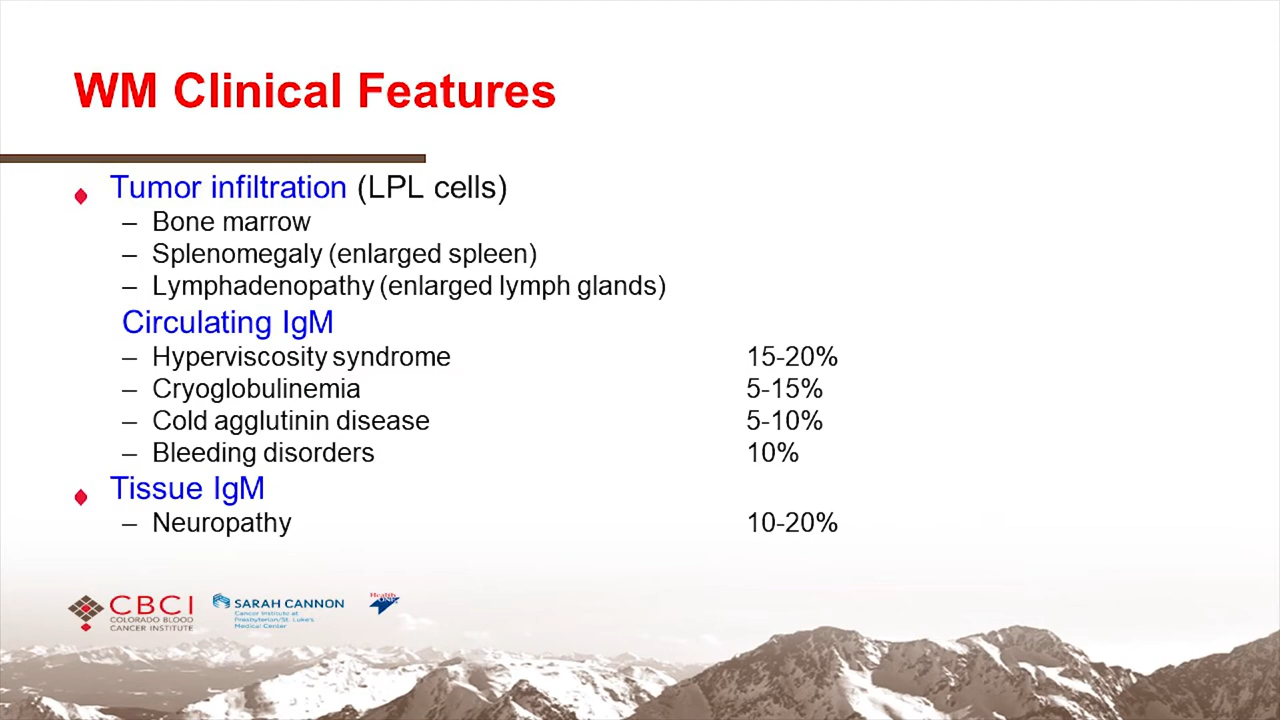 WM Clinical Features
Tumor infiltration (LPL cells)
– Bone marrow
– Splenomegaly (enlarged spleen)
– Lymphadenopathy (enlarged lymph glands)
Circulating IgM
– Hyperviscosity syndrome 15-20%
– Cryoglobulinemia 5-15%
– Cold agglutinin disease 5-10%
– Bleeding disorders 10%
Tissue IgM
– Neuropathy 10-20%
CBCI
COLORADO BLOOD
CANCER INSTITUTE
SARAH CANNON
Cancer Institute at
Presbyterian/St. Luke's
Medical Center
Health
ONE